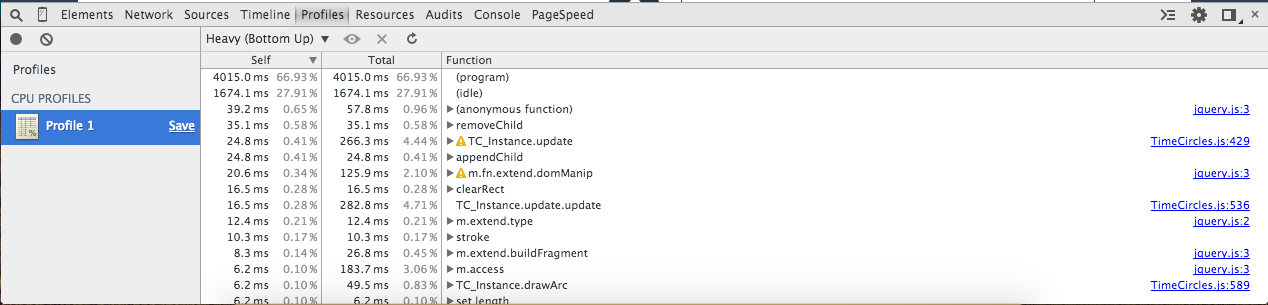 Elements Network Sources Timeline Profiles Resources Audits Console PageSpeed
Heavy (Bottom Up) ▼
Profiles
CPU PROFILES
Profile 1 Save
Self ▼ Total Function
4015.0 ms 66.93 % 4015.0 ms 66.93 % (program)
1674.1 ms 27.91 % 1674.1 ms 27.91 % (idle)
39.2 ms 0.65 % 57.8 ms 0.96 % (anonymous function) jquery.js:3
35.1 ms 0.58 % 35.1 ms 0.58 % removeChild
24.8 ms 0.41 % 266.3 ms 4.44 % TC_Instance.update TimeCircles.js:429
24.8 ms 0.41 % 24.8 ms 0.41 % appendChild
20.6 ms 0.34 % 125.9 ms 2.10 % m.fn.extend.domManip jquery.js:3
16.5 ms 0.28 % 16.5 ms 0.28 % clearRect
16.5 ms 0.28 % 282.8 ms 4.71 % TC_Instance.update.update TimeCircles.js:536
12.4 ms 0.21 % 12.4 ms 0.21 % m.extend.type jquery.js:2
10.3 ms 0.17 % 10.3 ms 0.17 % stroke
8.3 ms 0.14 % 26.8 ms 0.45 % m.extend.buildFragment jquery.js:3
6.2 ms 0.10 % 183.7 ms 3.06 % m.access jquery.js:3
6.2 ms 0.10 % 49.5 ms 0.83 % TC_Instance.drawArc TimeCircles.js:589
6.2 ms 0.10 % 6.2 ms 0.10 % set length